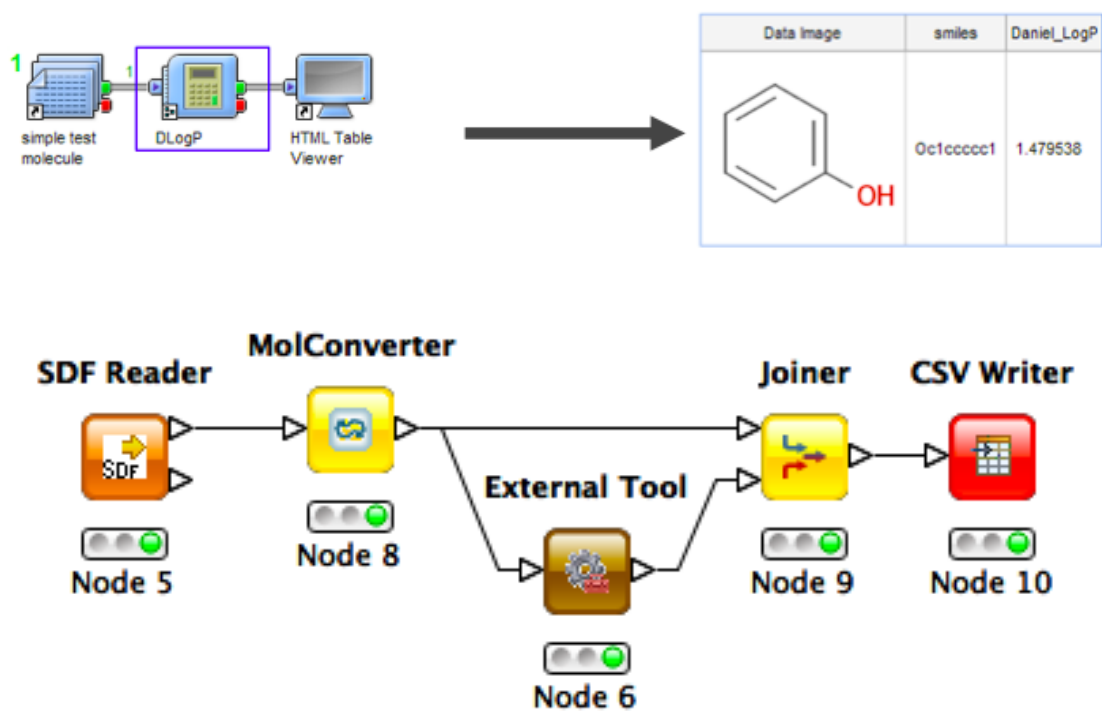 Data Image smiles Daniel_LogP
1 1
simple test molecule
DLogP
HTML Table Viewer
Oc1ccccc1 1.479538
OH
MolConverter
SDF Reader Joiner CSV Writer
SDF
External Tool
Node 8
Node 5 Node 9 Node 10
Node 6